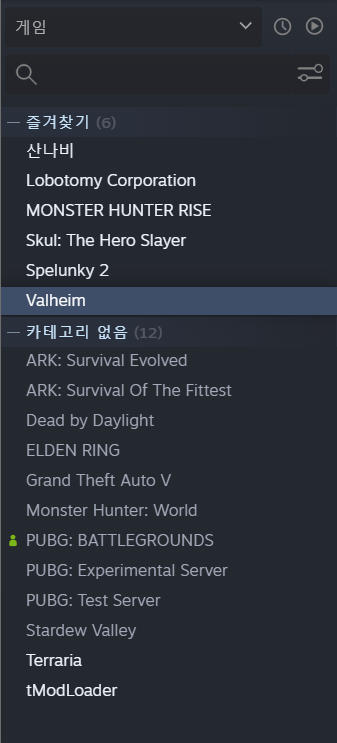 게임
즐겨찾기 (6)
산나비
Lobotomy Corporation
MONSTER HUNTER RISE
Skul: The Hero Slayer
Spelunky 2
Valheim
카테고리 없음 (12)
ARK: Survival Evolved
ARK: Survival Of The Fittest
Dead by Daylight
ELDEN RING
Grand Theft Auto V
Monster Hunter: World
PUBG: BATTLEGROUNDS
PUBG: Experimental Server
PUBG: Test Server
Stardew Valley
Terraria
tModLoader